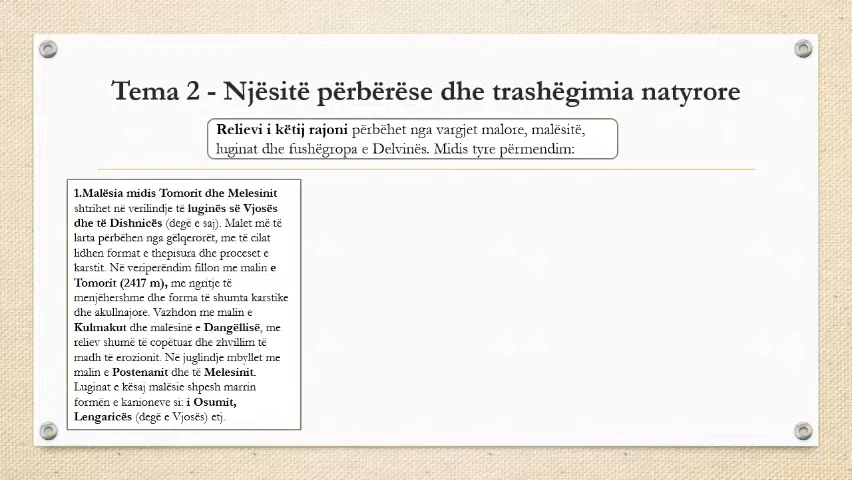 Tema 2 - Njësitë përbërëse dhe trashëgimia natyrore
Relievi i këtij rajoni përbëhet nga vargjet malore, malësitë,
luginat dhe fushëgropa e Delvinës. Midis tyre përmendim:
1.Malësia midis Tomorit dhe Melesinit
shtrihet në verilindje të luginës së Vjosës
dhe të Dishnicës (degë e saj). Malet më të
larta përbëhen nga gëlqerorët, me të cilat
lidhen format e thepisura dhe proceset e
karstit. Në veriperëndim fillon me malin e
Tomorit (2417 m), me ngritje të
menjëhershme dhe forma të shumta karstike
dhe akullnajore. Vazhdon me malin e
Kulmakut dhe malësinë e Dangëllisë, me
reliev shumë të copëtuar dhe zhvillim të
madh të erozionit. Në juglindje mbyllet me
malin e Postenanit dhe të Melesinit.
Luginat e kësaj malësie shpesh marrin
formën e kanioneve si: i Osumit,
Lengaricës (degë e Vjosës) etj.